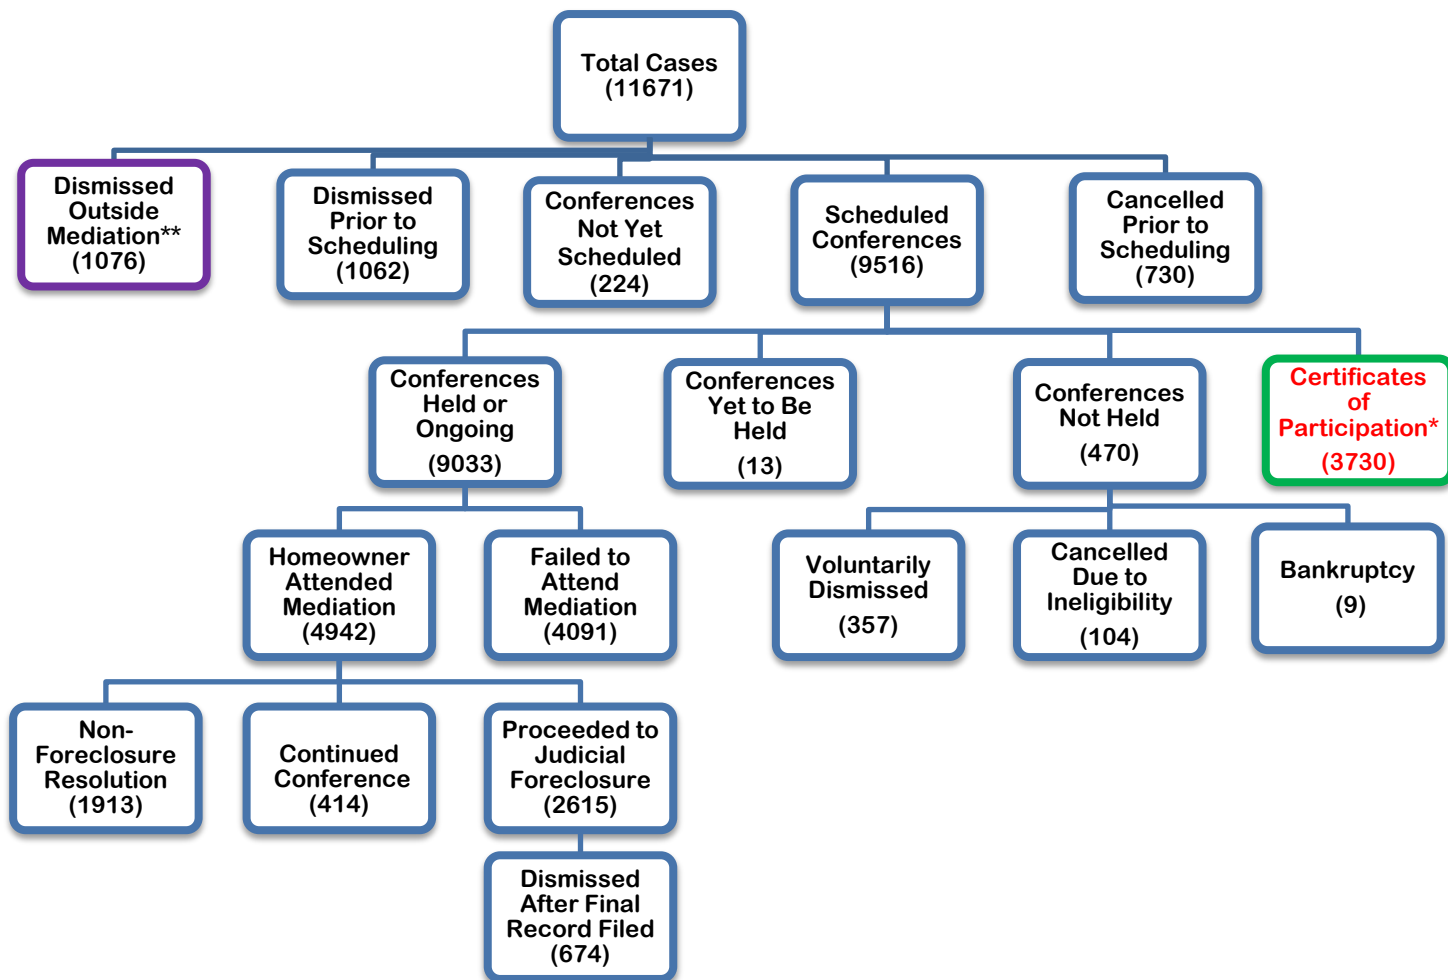 Total Cases
(11671)
Dismissed
Outside
Mediation**
(1076)
Dismissed
Prior to
Scheduling
(1062)
Conferences
Not Yet
Scheduled
(224)
Scheduled
Conferences
(9516)
Cancelled
Prior to
Scheduling
(730)
Conferences
Held or
Ongoing
(9033)
Conferences
Yet to Be
Held
(13)
Conferences
Not Held
(470)
Certificates
of
Participation*
(3730)
Homeowner
Attended
Mediation
(4942)
Failed to
Attend
Mediation
(4091)
Voluntarily
Dismissed
(357)
Cancelled
Due to
Ineligibility
(104)
Bankruptcy
(9)
Non-
Foreclosure
Resolution
(1913)
Continued
Conference
(414)
Proceeded to
Judicial
Foreclosure
(2615)
Dismissed
After Final
Record Filed
(674)